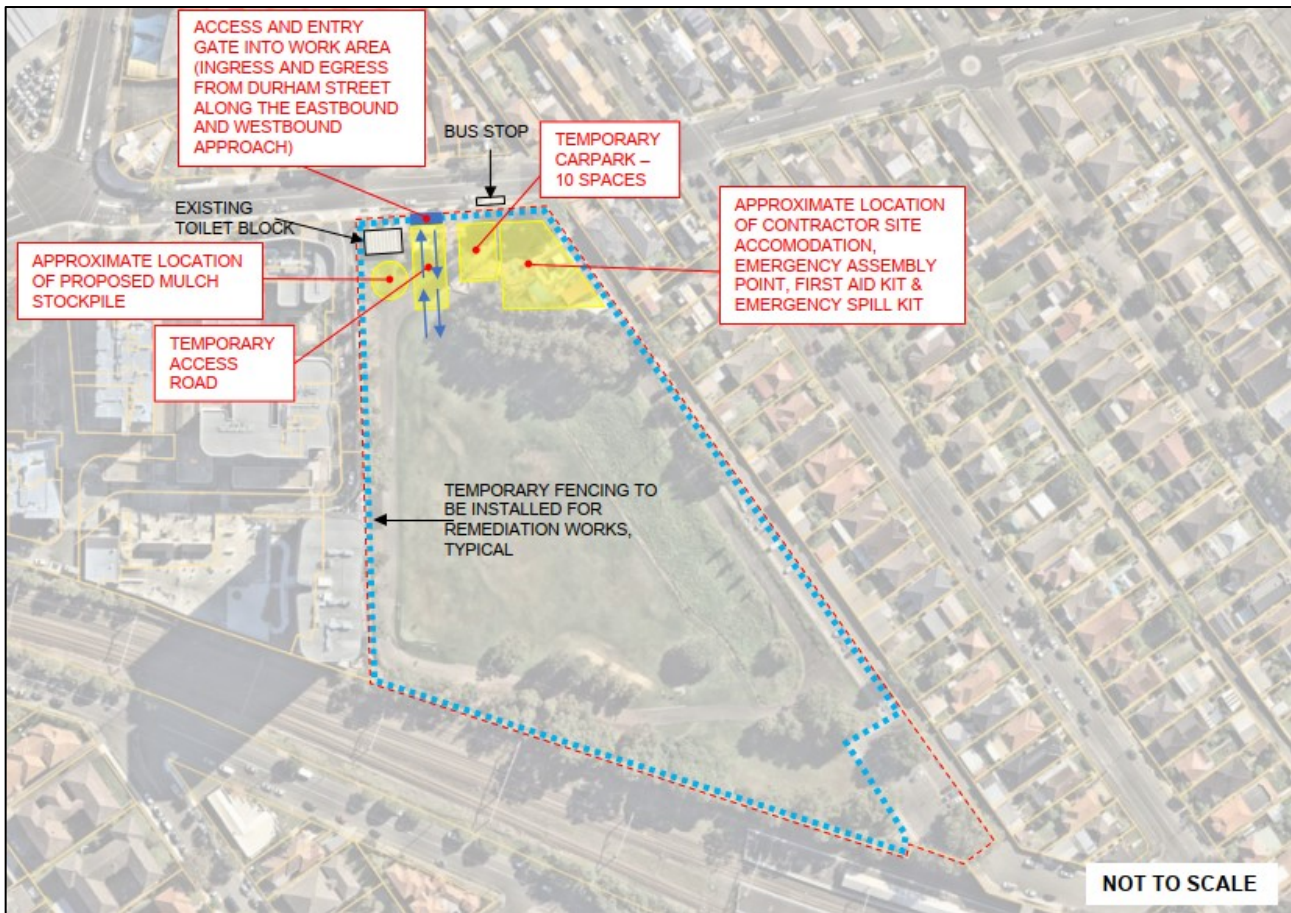 ACCESS AND ENTRY
GATE INTO WORK AREA
(INGRESS AND EGRESS
FROM DURHAM STREET
ALONG THE EASTBOUND
AND WESTBOUND
APPROACH)
BUS STOP
TEMPORARY
CARPARK –
10 SPACES
EXISTING
TOILET BLOCK
APPROXIMATE LOCATION
OF CONTRACTOR SITE
ACCOMODATION,
EMERGENCY ASSEMBLY
POINT, FIRST AID KIT &
EMERGENCY SPILL KIT
APPROXIMATE LOCATION
OF PROPOSED MULCH
STOCKPILE
TEMPORARY
ACCESS
ROAD
TEMPORARY FENCING TO
BE INSTALLED FOR
REMEDIATION WORKS,
TYPICAL
NOT TO SCALE